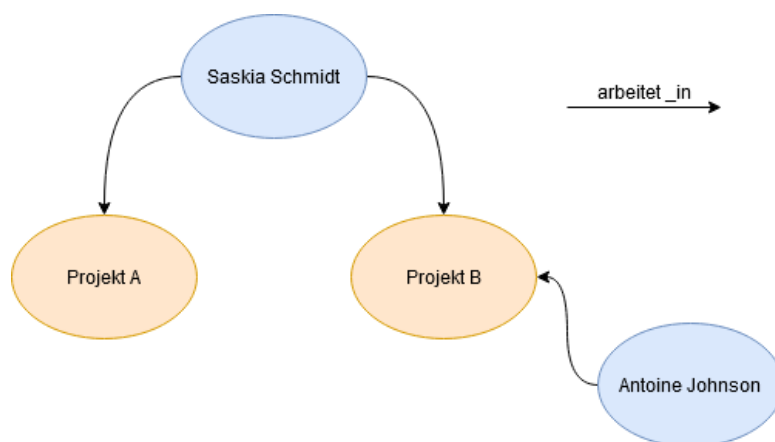 Saskia Schmidt
arbeitet _in
Projekt A
Projekt B
Antoine Johnson